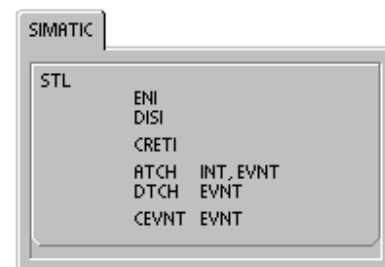 SIMATIC
STL
ENI
DISI
CRETI
ATCH INT, EVNT
DTCH EVNT
CEVNT EVNT